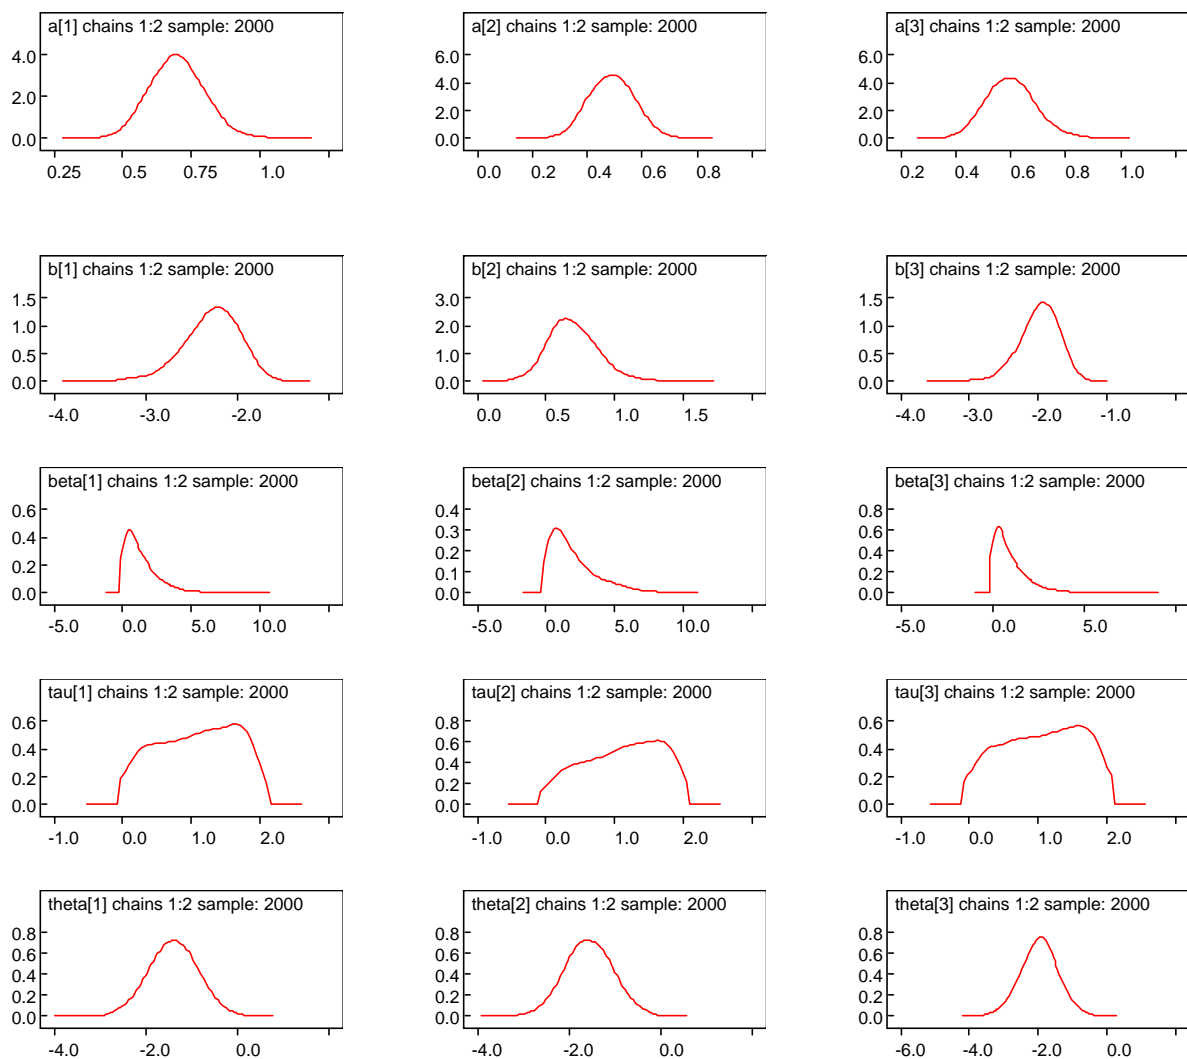 a[1] chains 1:2 sample: 2000
4.0
2.0
0.0
0.25 0.5 0.75 1.0
a[2] chains 1:2 sample: 2000
6.0
4.0
2.0
0.0
0.0 0.2 0.4 0.6 0.8
a[3] chains 1:2 sample: 2000
6.0
4.0
2.0
0.0
0.2 0.4 0.6 0.8 1.0
b[1] chains 1:2 sample: 2000
1.5
1.0
0.5
0.0
-4.0 -3.0 -2.0
b[2] chains 1:2 sample: 2000
3.0
2.0
1.0
0.0
0.0 0.5 1.0 1.5
b[3] chains 1:2 sample: 2000
1.5
1.0
0.5
0.0
-4.0 -3.0 -2.0 -1.0
beta[1] chains 1:2 sample: 2000
0.6
0.4
0.2
0.0
-5.0 0.0 5.0 10.0
beta[2] chains 1:2 sample: 2000
0.4
0.3
0.2
0.1
0.0
-5.0 0.0 5.0 10.0
beta[3] chains 1:2 sample: 2000
0.8
0.6
0.4
0.2
0.0
-5.0 0.0 5.0
tau[1] chains 1:2 sample: 2000
0.6
0.4
0.2
0.0
-1.0 0.0 1.0 2.0
tau[2] chains 1:2 sample: 2000
0.8
0.6
0.4
0.2
0.0
-1.0 0.0 1.0 2.0
tau[3] chains 1:2 sample: 2000
0.6
0.4
0.2
0.0
-1.0 0.0 1.0 2.0
theta[1] chains 1:2 sample: 2000
0.8
0.6
0.4
0.2
0.0
-4.0 -2.0 0.0
theta[2] chains 1:2 sample: 2000
0.8
0.6
0.4
0.2
0.0
-4.0 -2.0 0.0
theta[3] chains 1:2 sample: 2000
0.8
0.6
0.4
0.2
0.0
-6.0 -4.0 -2.0 0.0